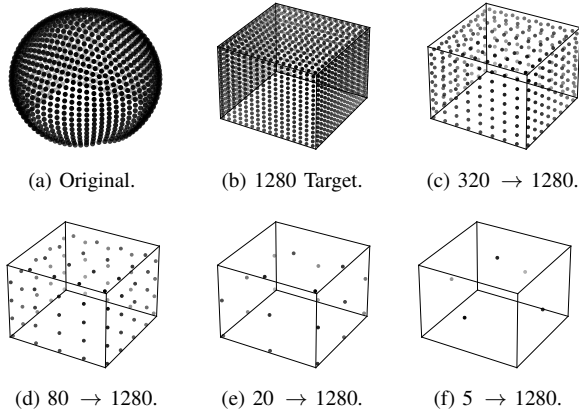 (a) Original.
(b) 1280 Target.
(c) 320 → 1280.
(d) 80 → 1280.
(e) 20 → 1280.
(f) 5 → 1280.